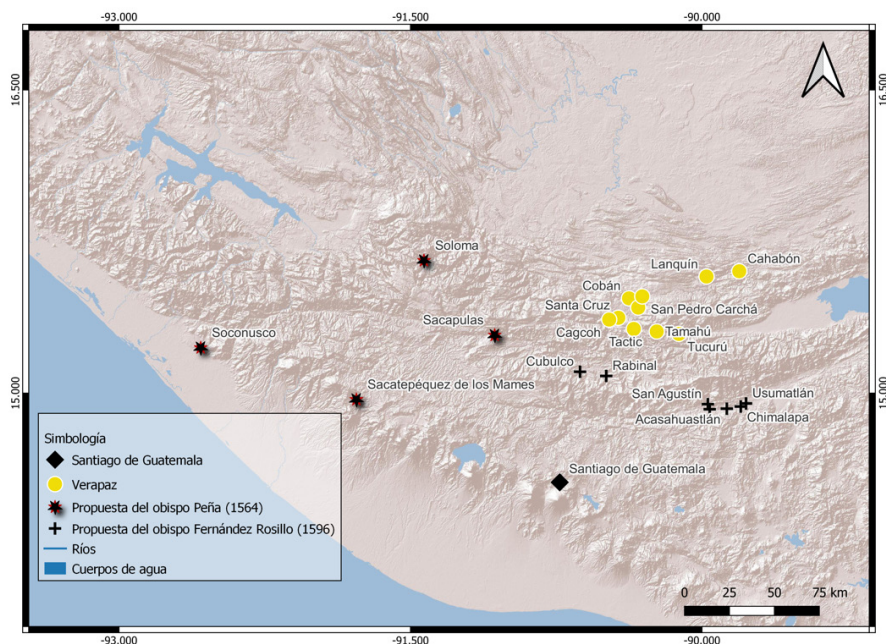 -93.000 -91.500 -90.000
16.500 16.500
Soloma
Lanquín Cahabón
Cobán
Santa Cruz San Pedro Carchá
Sacapulas
Soconusco Cagcoh Tamahú
Tactic Tucurú
Cubulco Rabinal
15.000 15.000
Sacatepéquez de los Mames San Agustín Usumatlán
Acasahuastlán Chimalapa
Santiago de Guatemala
Simbología
Santiago de Guatemala
Verapaz
Propuesta del obispo Peña (1564)
Propuesta del obispo Fernández Rosillo (1596)
Ríos
Cuerpos de agua
0 25 50 75 km
-93.000 -91.500 -90.000